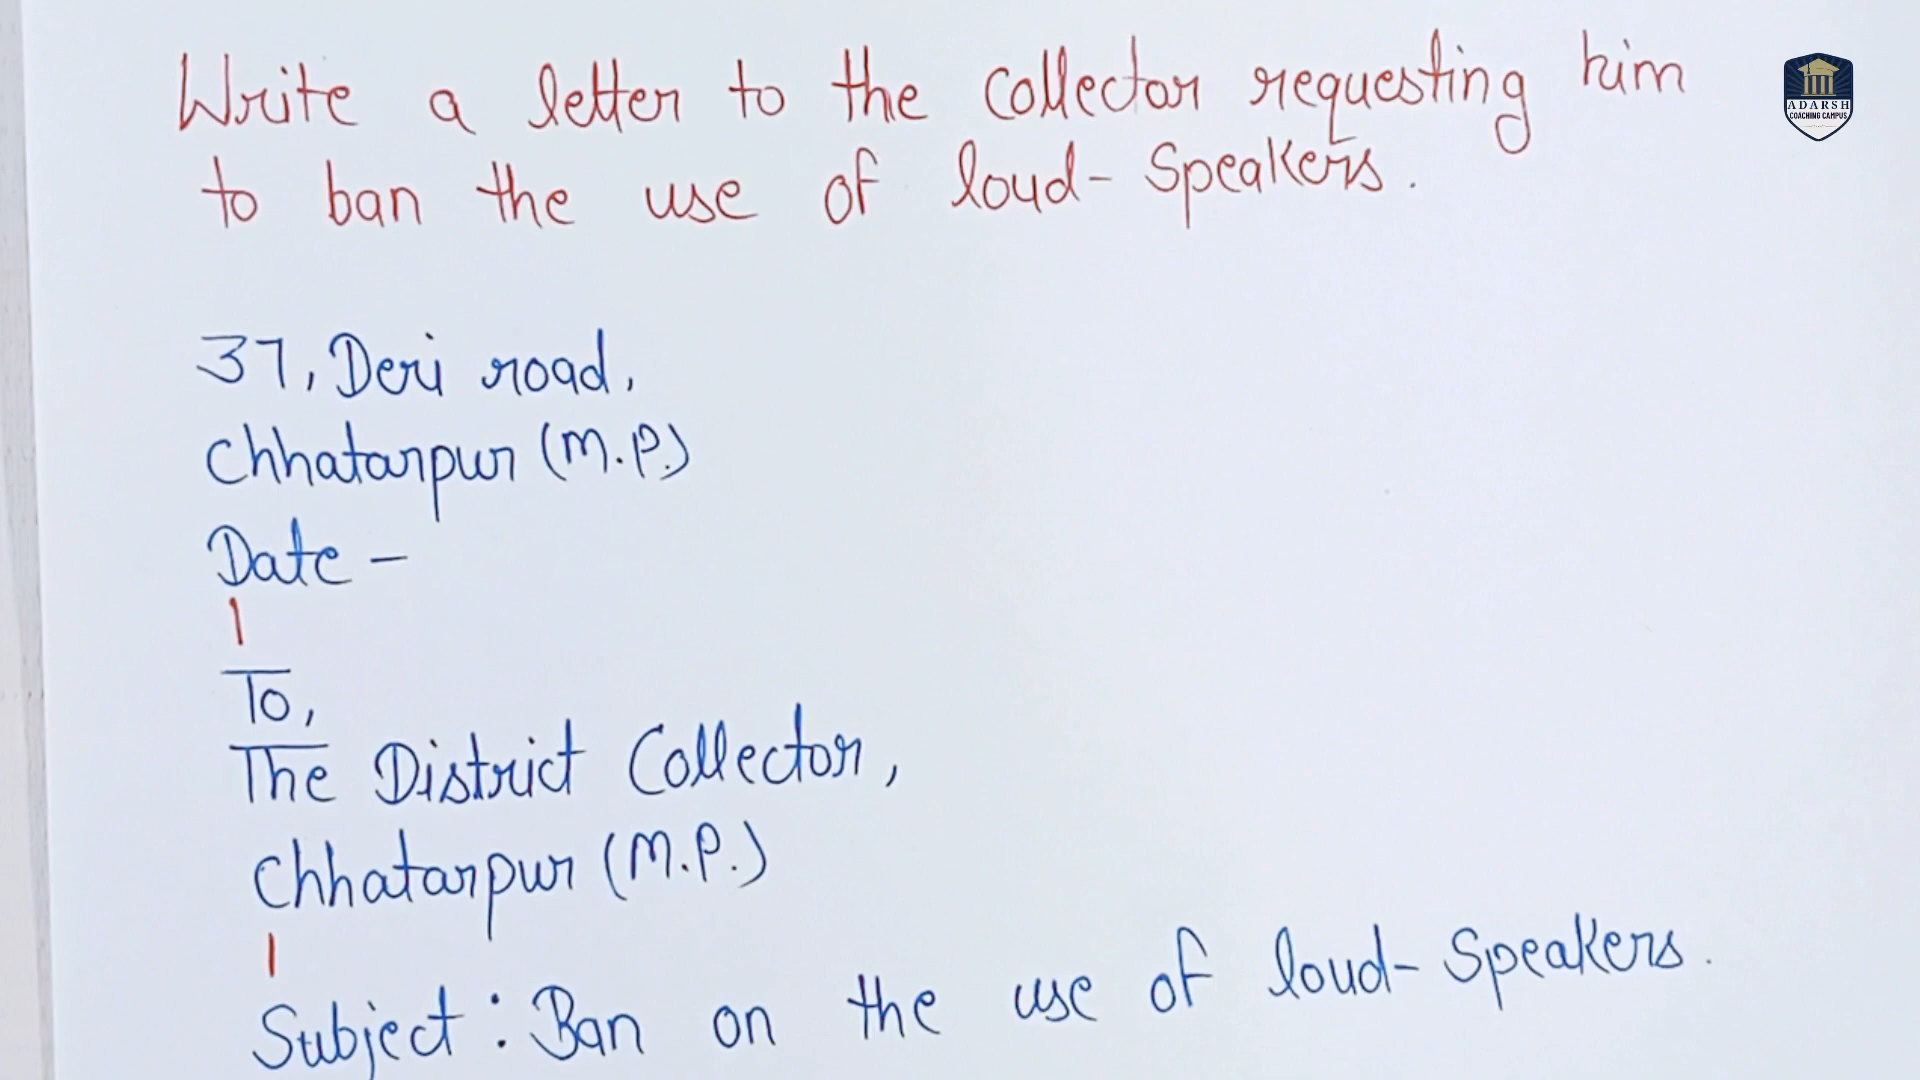 Write a letter to the Collector requesting him
to ban the use of loud-Speakers.
ADARSH
COACHING CAMPUS
37, Deri road,
Chhatarpur (M.P.)
Date -
To,
The District Collector,
Chhatarpur (M.P.)
Subject : Ban on the use of loud-Speakers.